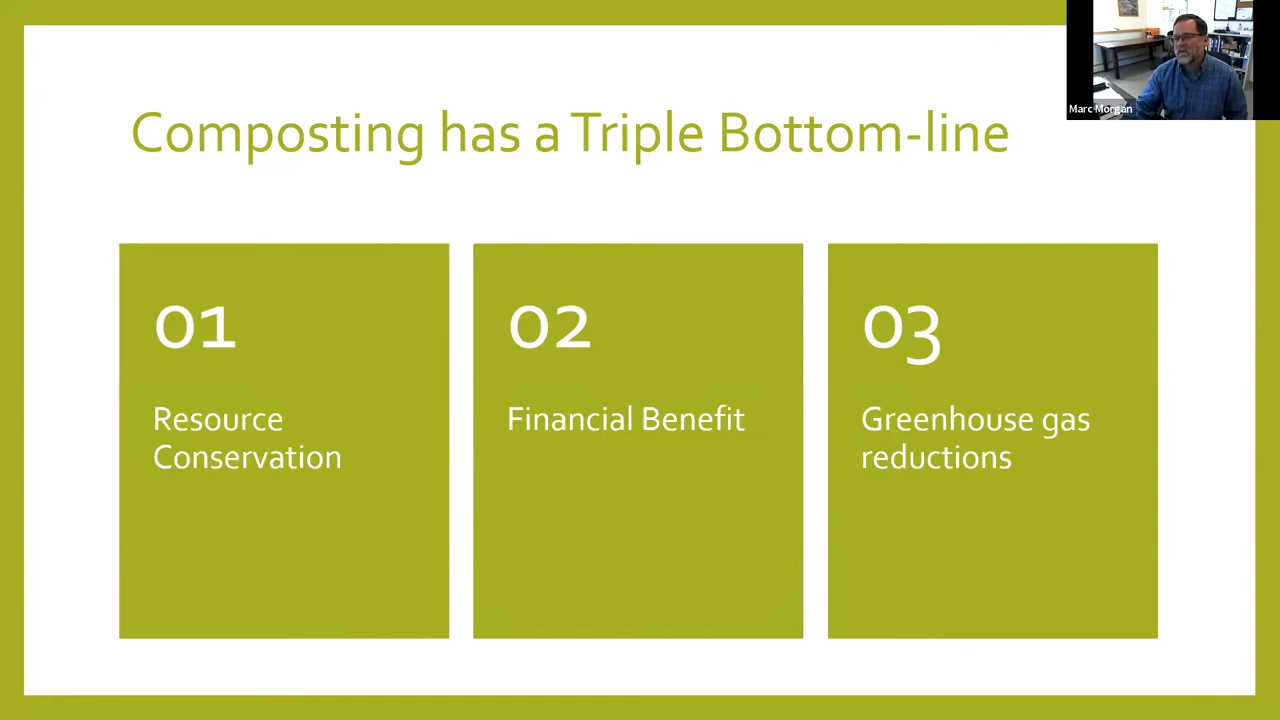 Marc Morgan
Composting has a Triple Bottom-line
01
Resource
Conservation
02
Financial Benefit
03
Greenhouse gas
reductions